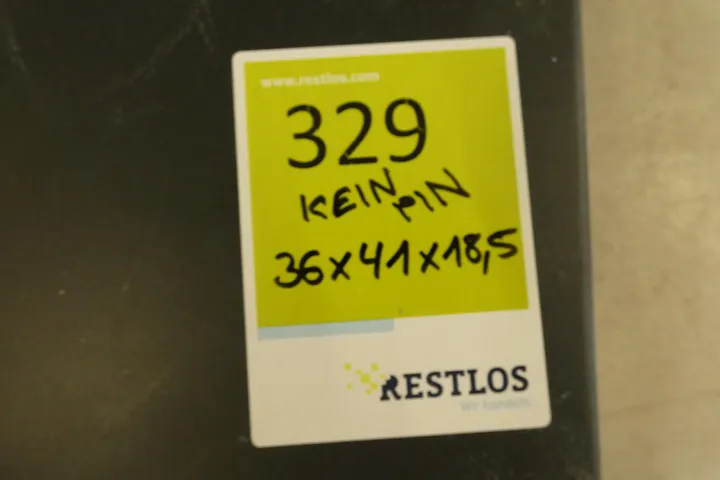 www.restlos.com
329
KEIN PIN
36x41x18,5
RESTLOS